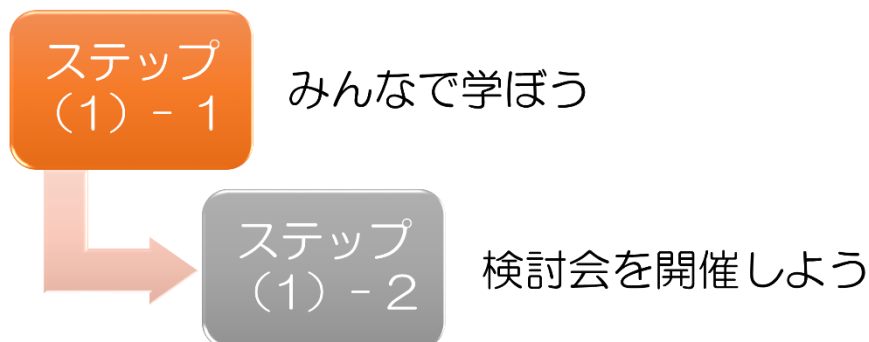 ステップ
（1）‐ 1
みんなで学ぼう
ステップ
（1）‐ 2
検討会を開催しよう